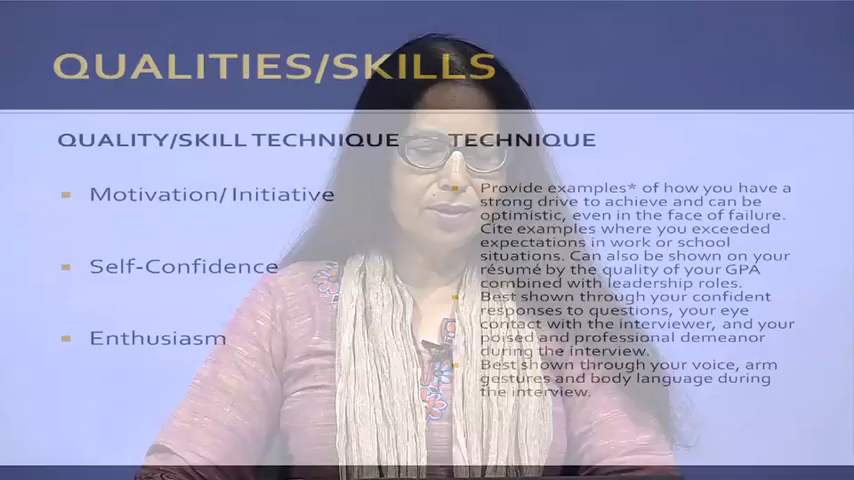 QUALITIES/SKILLS
QUALITY/SKILL TECHNIQUE
TECHNIQUE
Motivation/Initiative
Self-Confidence
Enthusiasm
Provide examples* of how you have a
strong drive to achieve and can be
optimistic, even in the face of failure.
Cite examples where you exceeded
expectations in work or school
situations. Can also be shown on your
résumé by the quality of your GPA
combined with leadership roles.
Best shown through your confident
responses to questions, your eye
contact with the interviewer, and your
poised and professional demeanor
during the interview.
Best shown through your voice, arm
gestures and body language during
the interview.